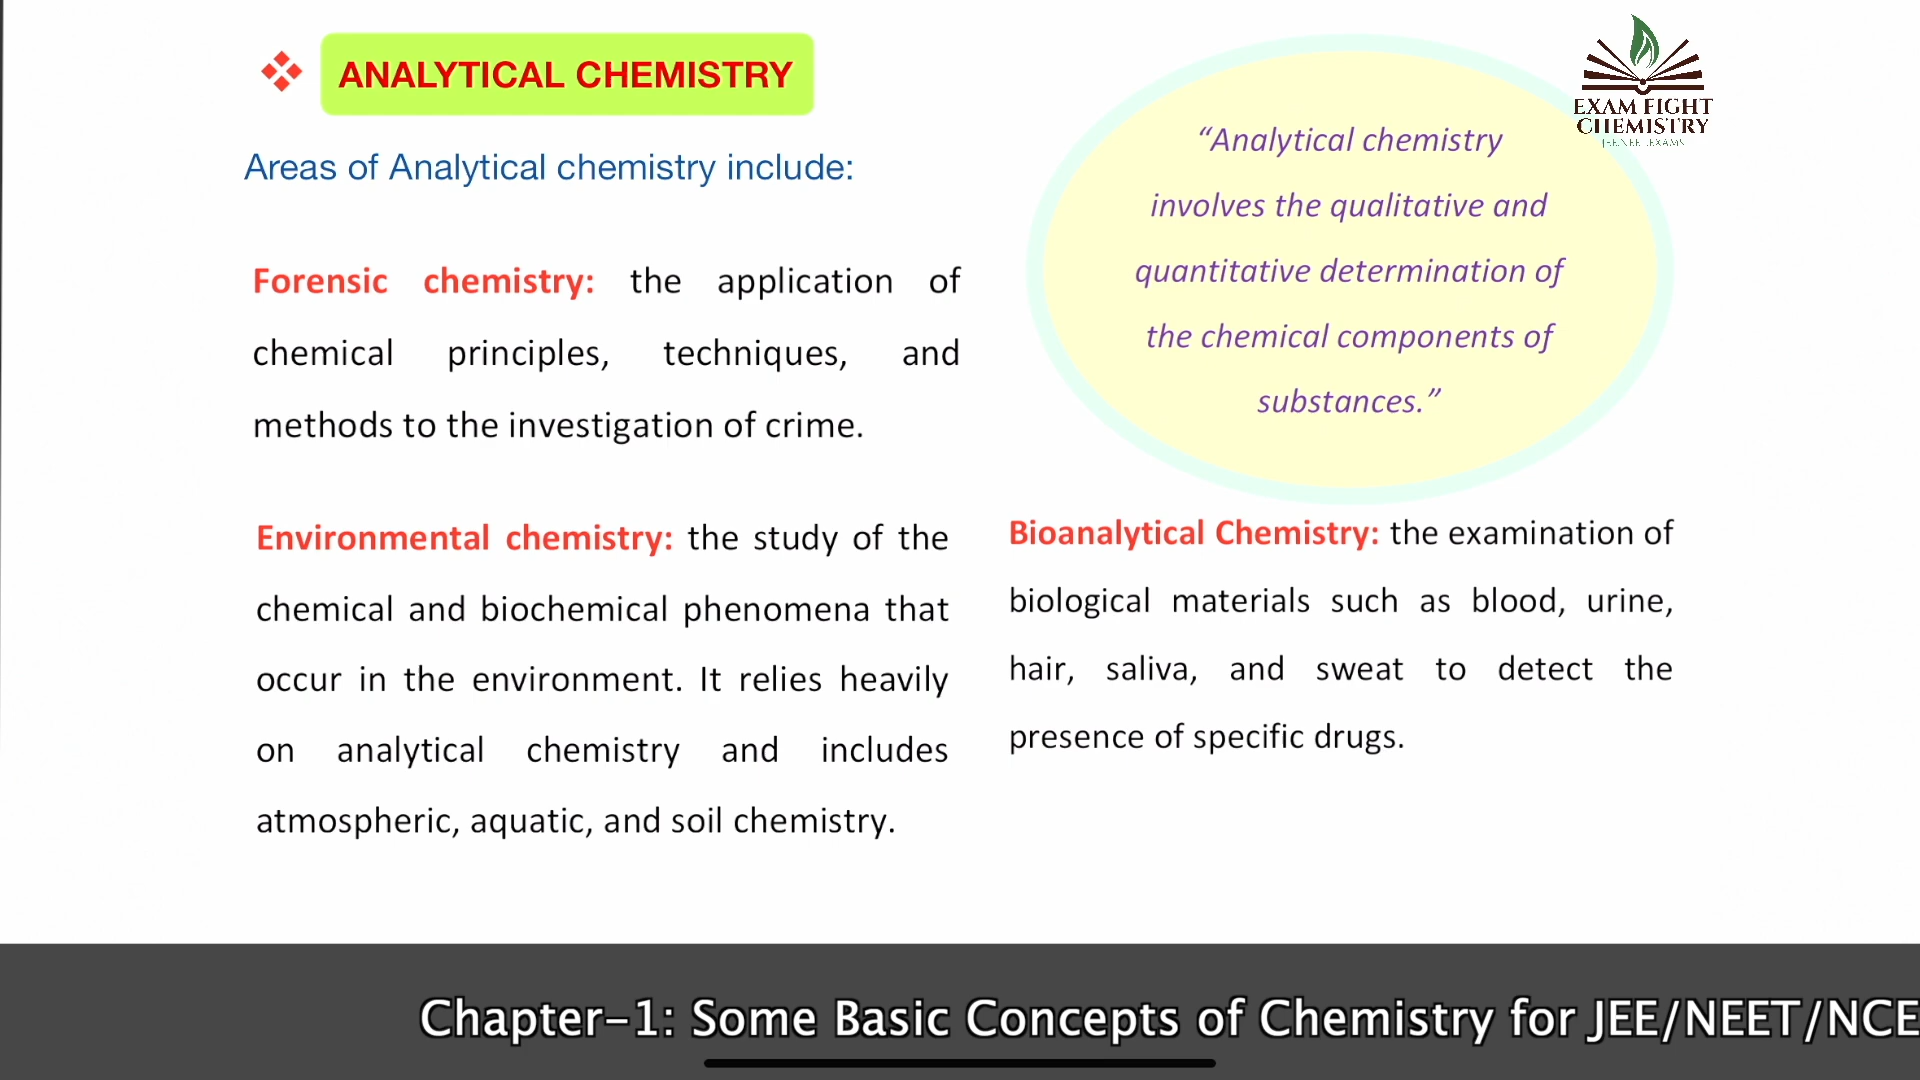 ANALYTICAL CHEMISTRY
Areas of Analytical chemistry include:
Forensic chemistry: the application of
chemical principles, techniques, and
methods to the investigation of crime.
Environmental chemistry: the study of the
chemical and biochemical phenomena that
occur in the environment. It relies heavily
on analytical chemistry and includes
atmospheric, aquatic, and soil chemistry.
“Analytical chemistry
involves the qualitative and
quantitative determination of
the chemical components of
substances.”
EXAM FIGHT
CHEMISTRY
Bioanalytical Chemistry: the examination of
biological materials such as blood, urine,
hair, saliva, and sweat to detect the
presence of specific drugs.
Chapter-1: Some Basic Concepts of Chemistry for JEE/NEET/NCE